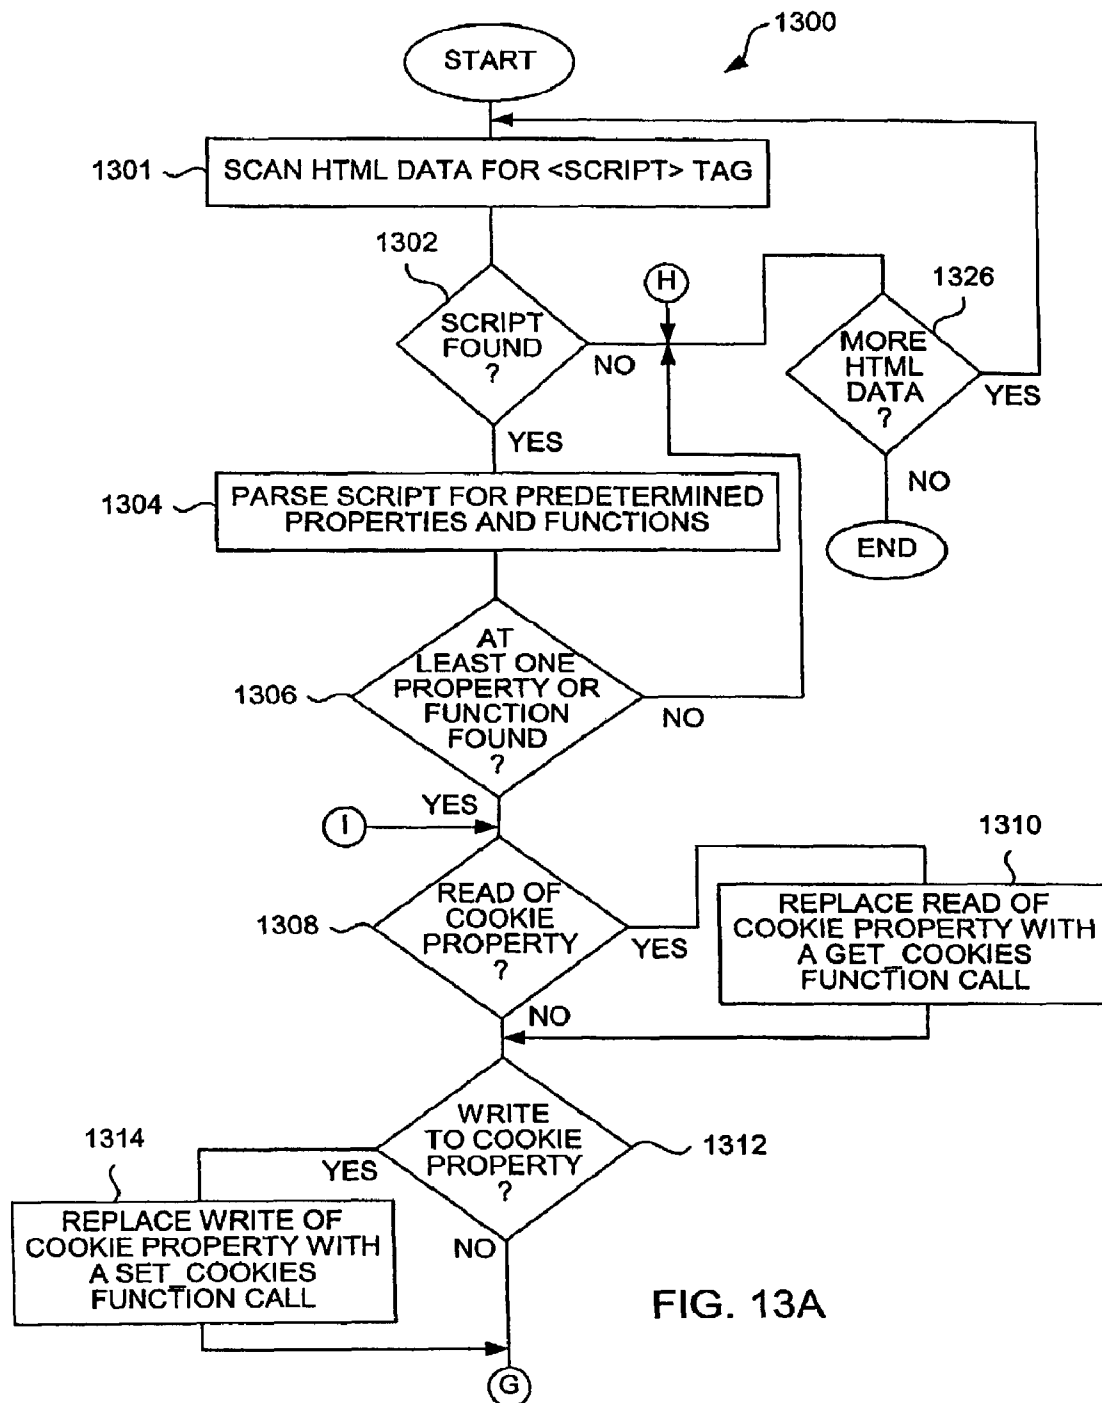 1300
START
1301
SCAN HTML DATA FOR <SCRIPT> TAG
1302
SCRIPT
FOUND
?
NO
YES
H
1326
MORE
HTML
DATA
?
YES
NO
END
1304
PARSE SCRIPT FOR PREDETERMINED
PROPERTIES AND FUNCTIONS
1306
AT
LEAST ONE
PROPERTY OR
FUNCTION
FOUND
?
NO
YES
I
1308
READ OF
COOKIE
PROPERTY
?
YES
NO
1310
REPLACE READ OF
COOKIE PROPERTY WITH
A GET_COOKIES
FUNCTION CALL
1312
WRITE
TO COOKIE
PROPERTY
?
YES
NO
1314
REPLACE WRITE OF
COOKIE PROPERTY WITH
A SET_COOKIES
FUNCTION CALL
G
FIG. 13A